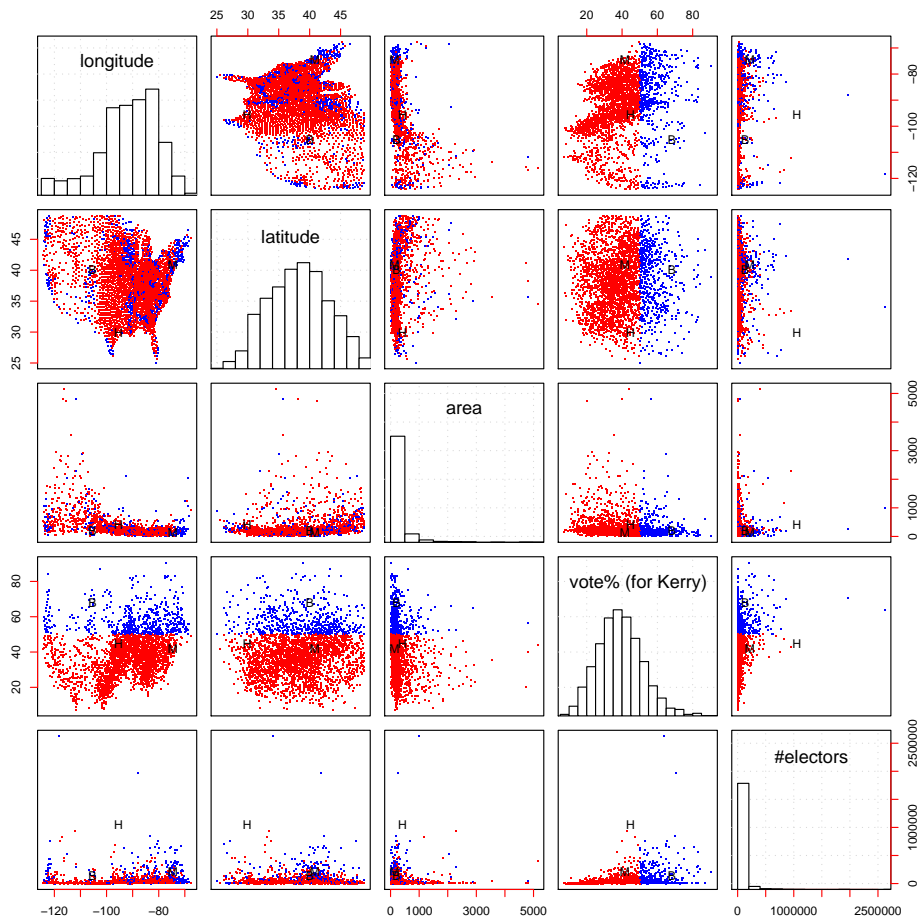 25 35 45 20 40 60 80
longitude
M M M M
−80
H H H H
−100
B B B B
−120
45
latitude
B M M M M
40
B B B
35
H H H H
30
25
area
5000
3000
1000
H H H H
B M B M M B M B
0
80
vote% (for Kerry)
B B B B
60
H H H H
40
M M M M
20
#electors
2500000
H H H H
1000000
M M M M
B B B B
0
−120 −100 −80 0 1000 3000 5000 0 1000000 2500000